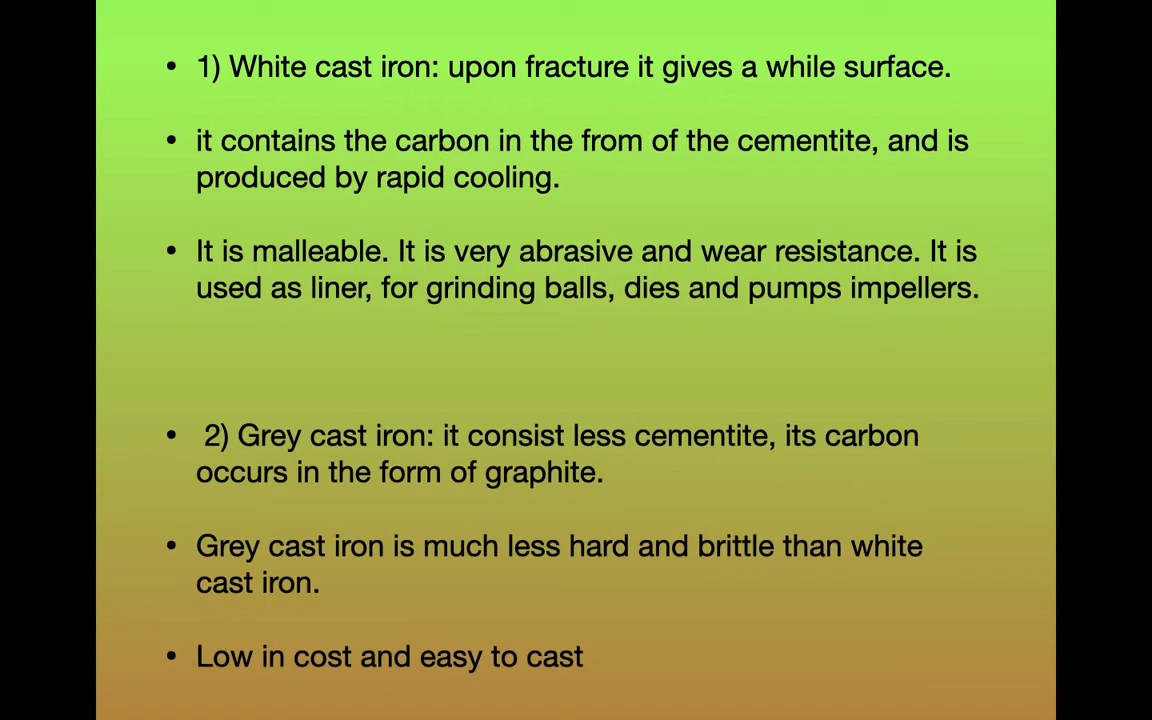 • 1) White cast iron: upon fracture it gives a while surface.
• it contains the carbon in the from of the cementite, and is
produced by rapid cooling.
• It is malleable. It is very abrasive and wear resistance. It is
used as liner, for grinding balls, dies and pumps impellers.
• 2) Grey cast iron: it consist less cementite, its carbon
occurs in the form of graphite.
• Grey cast iron is much less hard and brittle than white
cast iron.
• Low in cost and easy to cast